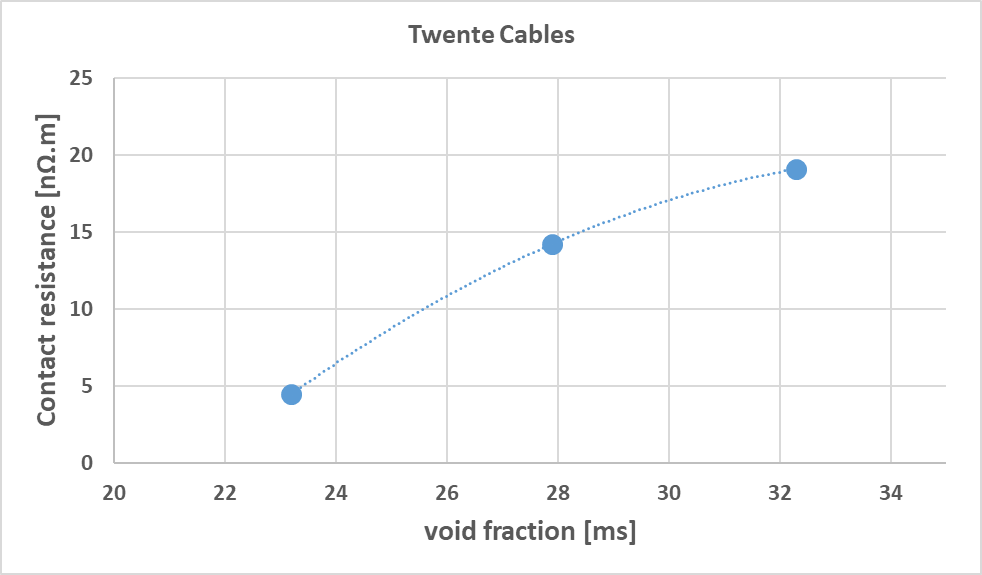 Twente Cables
Contact resistance [nΩ.m]
25
20
15
10
5
0
20 22 24 26 28 30 32 34
void fraction [ms]